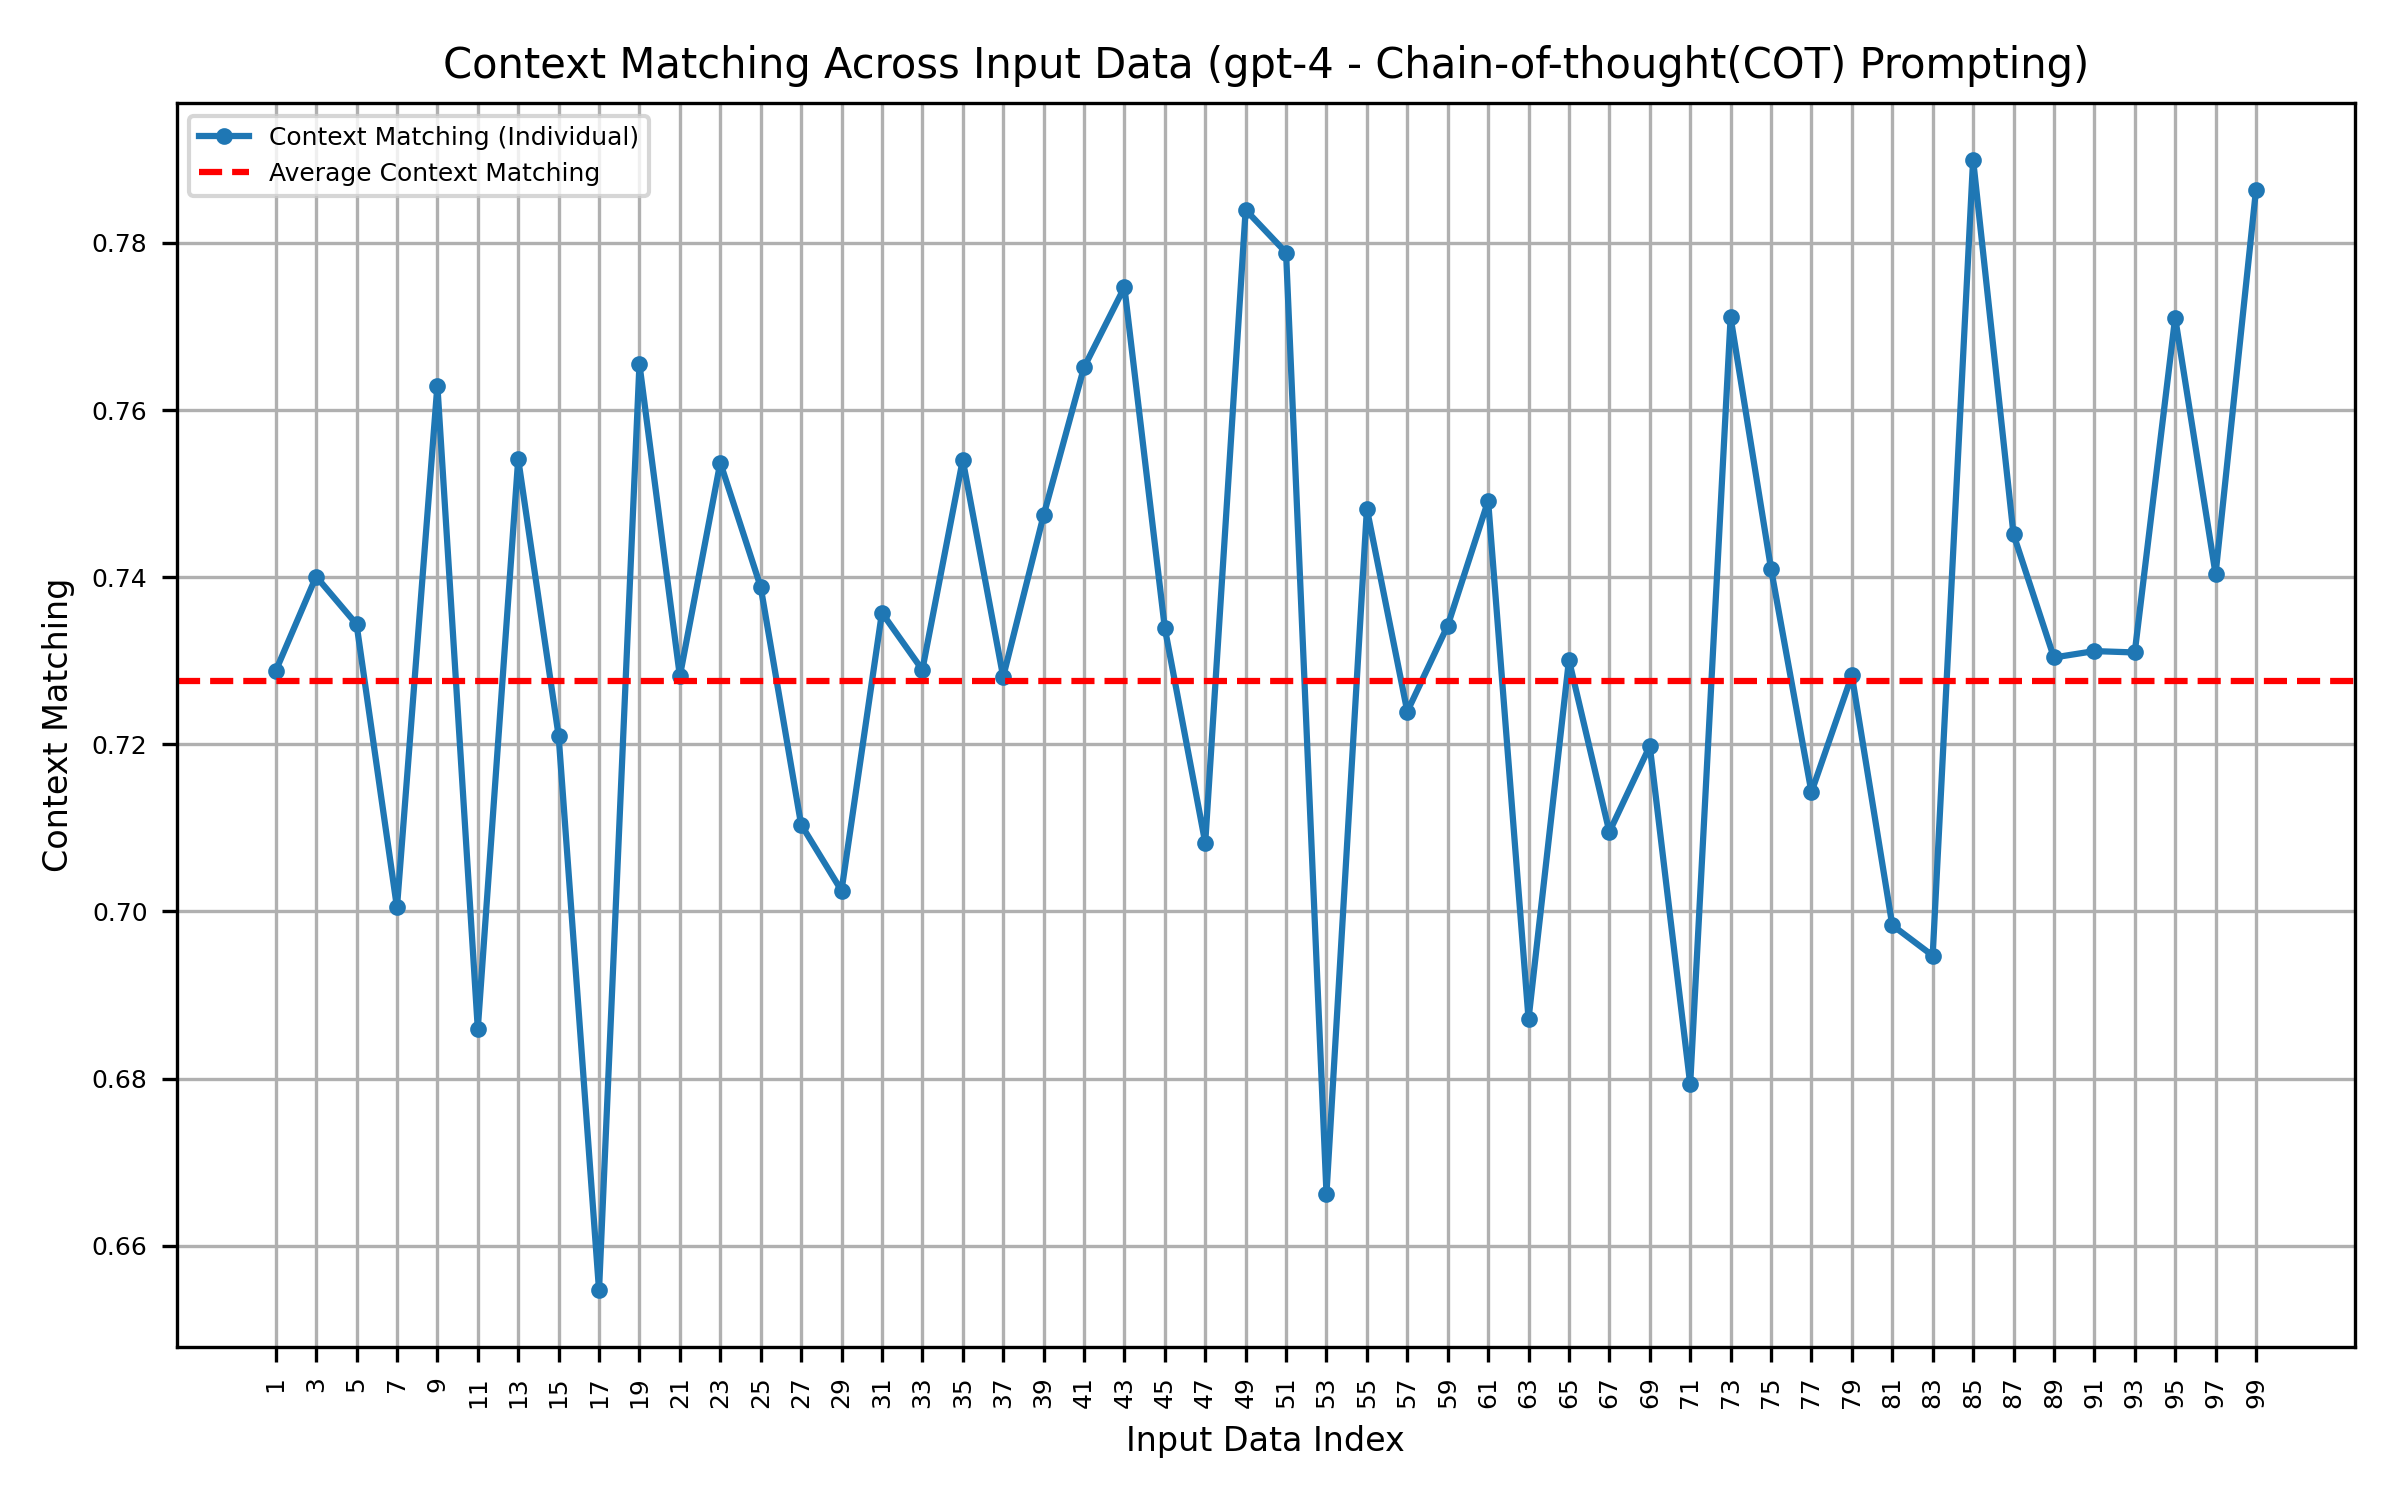 Context Matching Across Input Data (gpt-4 - Chain-of-thought(COT) Prompting)
Context Matching (Individual)
Average Context Matching
0.78
0.76
0.74
0.72
0.70
0.68
0.66
Context Matching
1 3 5 7 9 11 13 15 17 19 21 23 25 27 29 31 33 35 37 39 41 43 45 47 49 51 53 55 57 59 61 63 65 67 69 71 73 75 77 79 81 83 85 87 89 91 93 95 97 99
Input Data Index